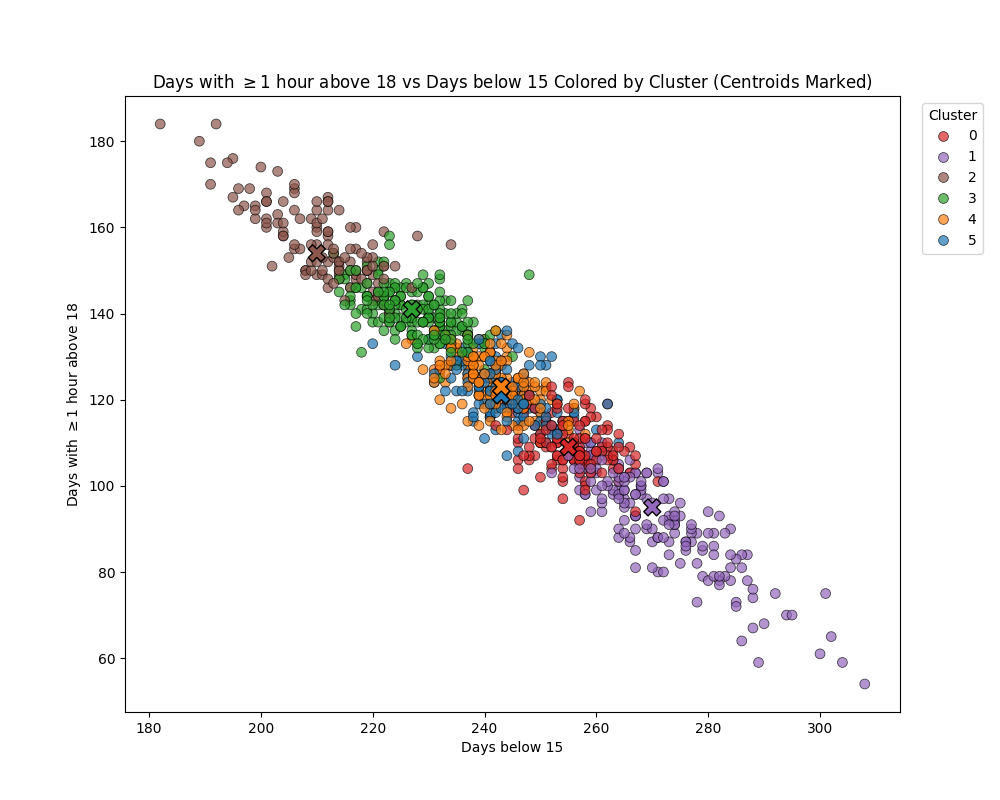 Days with ≥1 hour above 18 vs Days below 15 Colored by Cluster (Centroids Marked)
Cluster
0
1
2
3
4
5
Days with ≥1 hour above 18
180
160
140
120
100
80
60
180 200 220 240 260 280 300
Days below 15